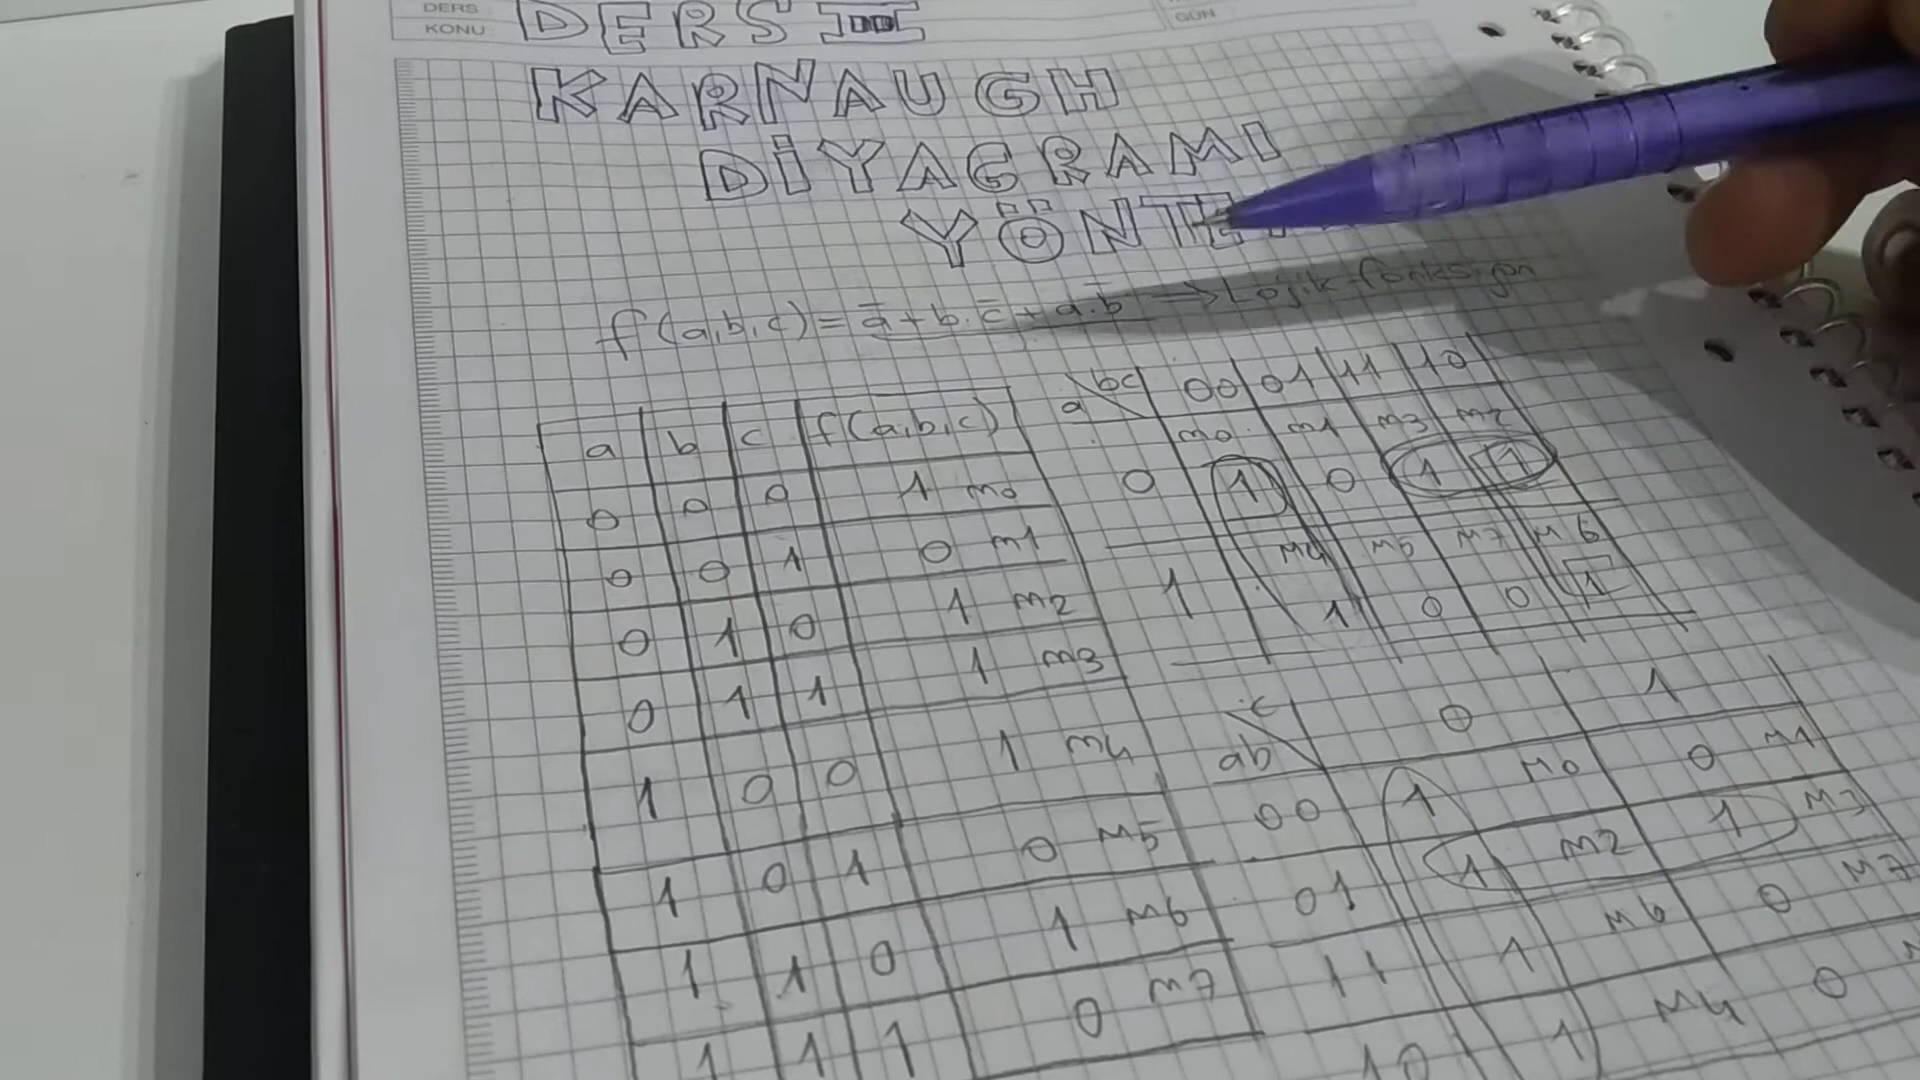 DERS
KONU
GÜN
DERS II
KARNAUGH
DİYAGRAMI
YÖNTE
f(a,b,c) = a̅ + b.c̅ + a.b̅ => Lojik fonksiyon
a b c f(a,b,c)
0 0 0 1 m0
0 0 1 0 m1
0 1 0 1 m2
0 1 1 1 m3
1 0 0 1 m4
1 0 1 0 m5
1 1 0 1 m6
1 1 1 0 m7
a bc 00 01 11 10
m0 m1 m3 m2
0 1 0 1 1
m4 m5 m7 m6
1 1 0 0 1
ab c 0 1
00 1 m0 0 m1
01 1 m2 1 m3
11 1 m6 0 m7
10 1 m4 0